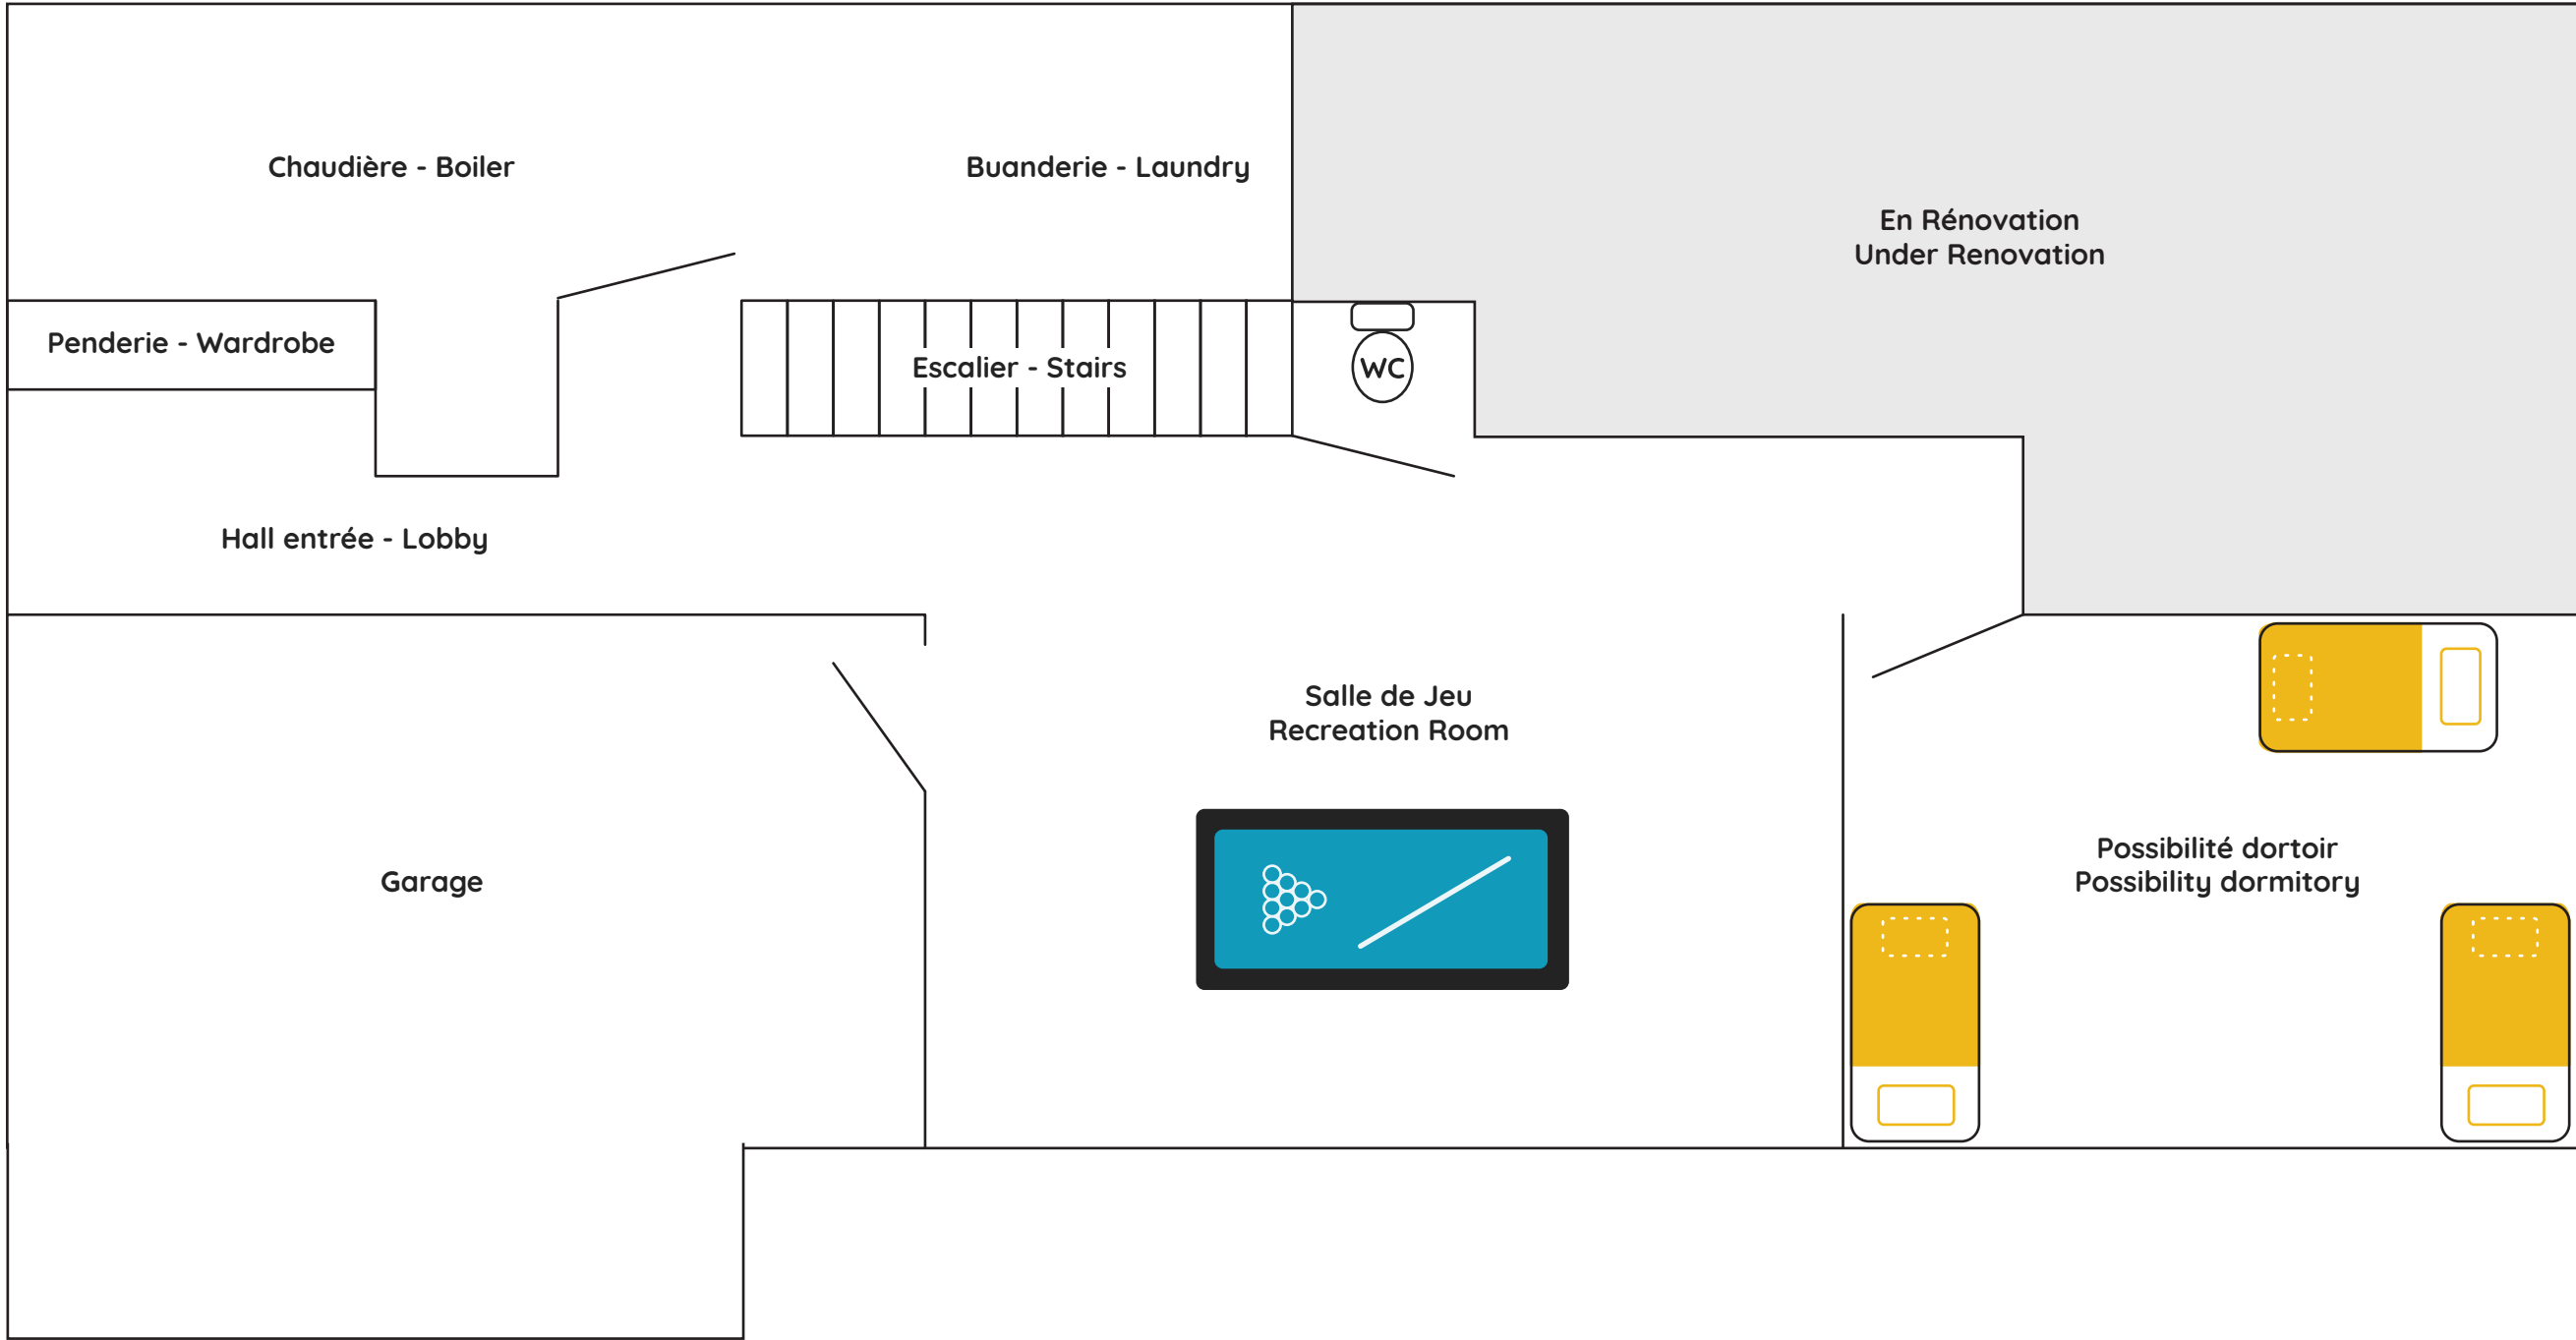 Chaudière - Boiler
Buanderie - Laundry
En Rénovation
Under Renovation
Penderie - Wardrobe
Escalier - Stairs
WC
Hall entrée - Lobby
Salle de Jeu
Recreation Room
Garage
Possibilité dortoir
Possibility dormitory